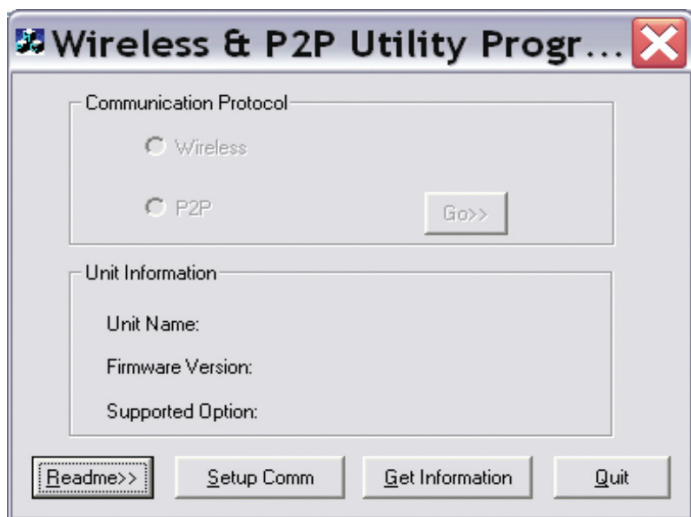 Wireless & P2P Utility Progr...
Communication Protocol
Wireless
P2P
Go>>
Unit Information
Unit Name:
Firmware Version:
Supported Option:
Readme>> Setup Comm Get Information Quit